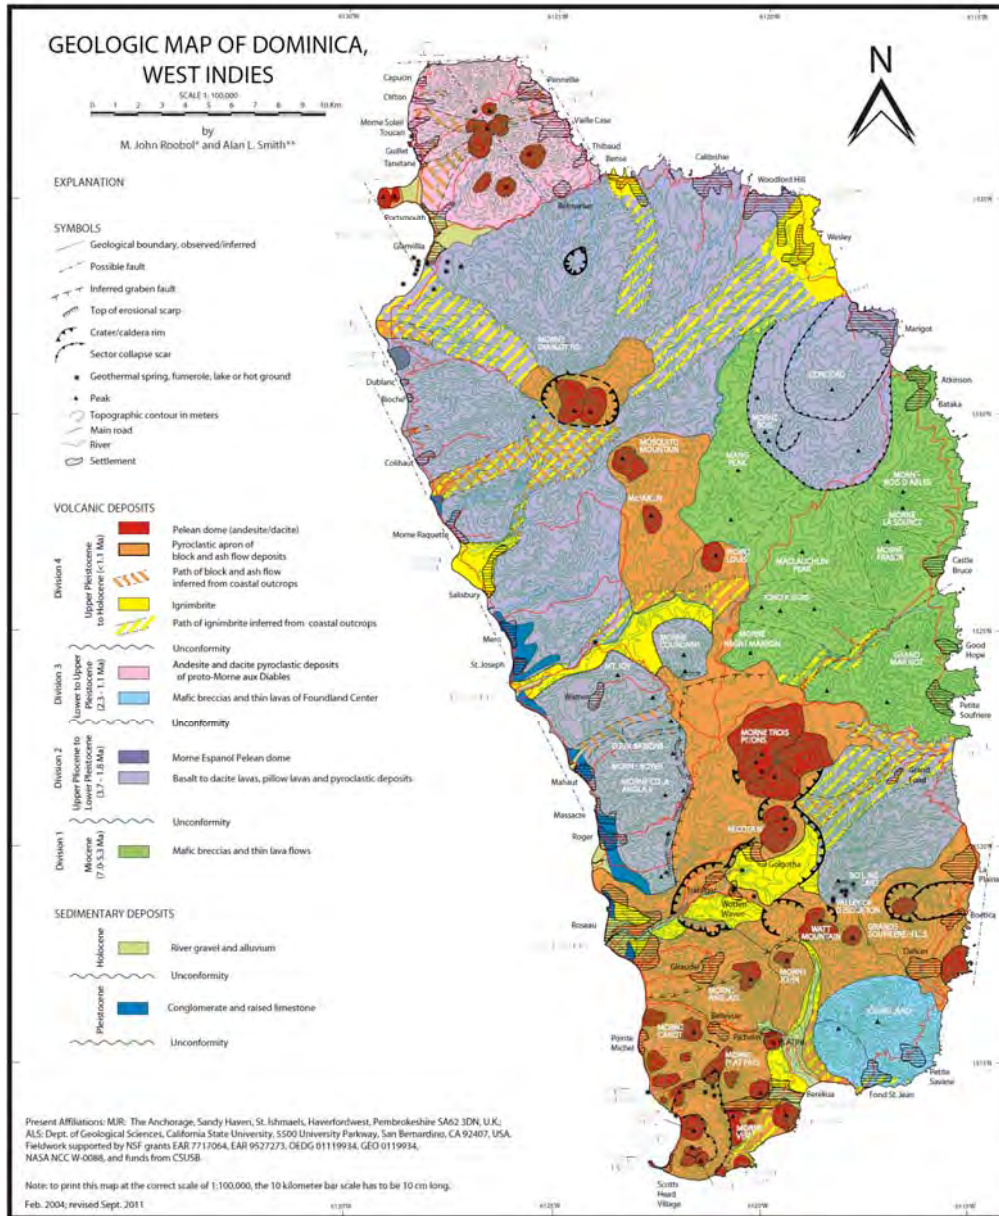 GEOLOGIC MAP OF DOMINICA,
WEST INDIES
SCALE 1: 100,000
0 1 2 3 4 5 6 7 8 9 10 Km
by
M. John Roobol* and Alan L. Smith**
EXPLANATION
SYMBOLS
Geological boundary, observed/inferred
Possible fault
Inferred graben fault
Top of erosional scarp
Crater/caldera rim
Sector collapse scar
Geothermal spring, fumerole, lake or hot ground
Peak
Topographic contour in meters
Main road
River
Settlement
VOLCANIC DEPOSITS
Division 4
Upper Pleistocene
to Holocene (<1.1 Ma)
Pelean dome (andesite/dacite)
Pyroclastic apron of
block and ash flow deposits
Path of block and ash flow
inferred from coastal outcrops
Ignimbrite
Path of ignimbrite inferred from coastal outcrops
Unconformity
Division 3
Lower to Upper
Pleistocene
(2.3 - 1.1 Ma)
Andesite and dacite pyroclastic deposits
of proto-Morne aux Diables
Mafic breccias and thin lavas of Foundland Center
Unconformity
Division 2
Upper Pliocene to
Lower Pleistocene
(3.7 - 1.8 Ma)
Morne Espanol Pelean dome
Basalt to dacite lavas, pillow lavas and pyroclastic deposits
Unconformity
Division 1
Miocene
(7.0-5.3 Ma)
Mafic breccias and thin lava flows
SEDIMENTARY DEPOSITS
Holocene
River gravel and alluvium
Unconformity
Pleistocene
Conglomerate and raised limestone
Unconformity
N
Capucin
Clifton
Morne Soleil
Toucan
Guillet
Tanetane
Portsmouth
Glanvillia
Pennville
Vieille Case
Thibaud
Bense
Calibishie
Woodford Hill
Wesley
Marigot
Atkinson
Bataka
Dublanc
Bioche
Colihaut
Morne Raquette
Salisbury
Mero
St. Joseph
Mahaut
Massacre
Roger
Roseau
Pointe
Michel
Scotts
Head
Village
Castle
Bruce
Good
Hope
Petite
Soufriere
Grand
Fond
La
Plaine
Boetica
Delices
Petite
Savane
Fond St. Jean
Berekua
CONCORD
MOSQUITO
MOUNTAIN
MACLAUCHLIN
PEAK
MORNE TROIS
PITONS
WATT
MOUNTAIN
Golgotha
Trafalgar
Wotten
Waven
Giraudel
Bellevue
Present Affiliations: MJR: The Anchorage, Sandy Haven, St. Ishmaels, Haverfordwest, Pembrokeshire SA62 3DN, U.K.;
ALS: Dept. of Geological Sciences, California State University, 5500 University Parkway, San Bernardino, CA 92407, USA.
Fieldwork supported by NSF grants EAR 7717064, EAR 9527273, OEDG 01119934, GEO 0119934,
NASA NCC W-0088, and funds from CSUSB.
Note: to print this map at the correct scale of 1:100,000, the 10 kilometer bar scale has to be 10 cm long.
Feb. 2004; revised Sept. 2011